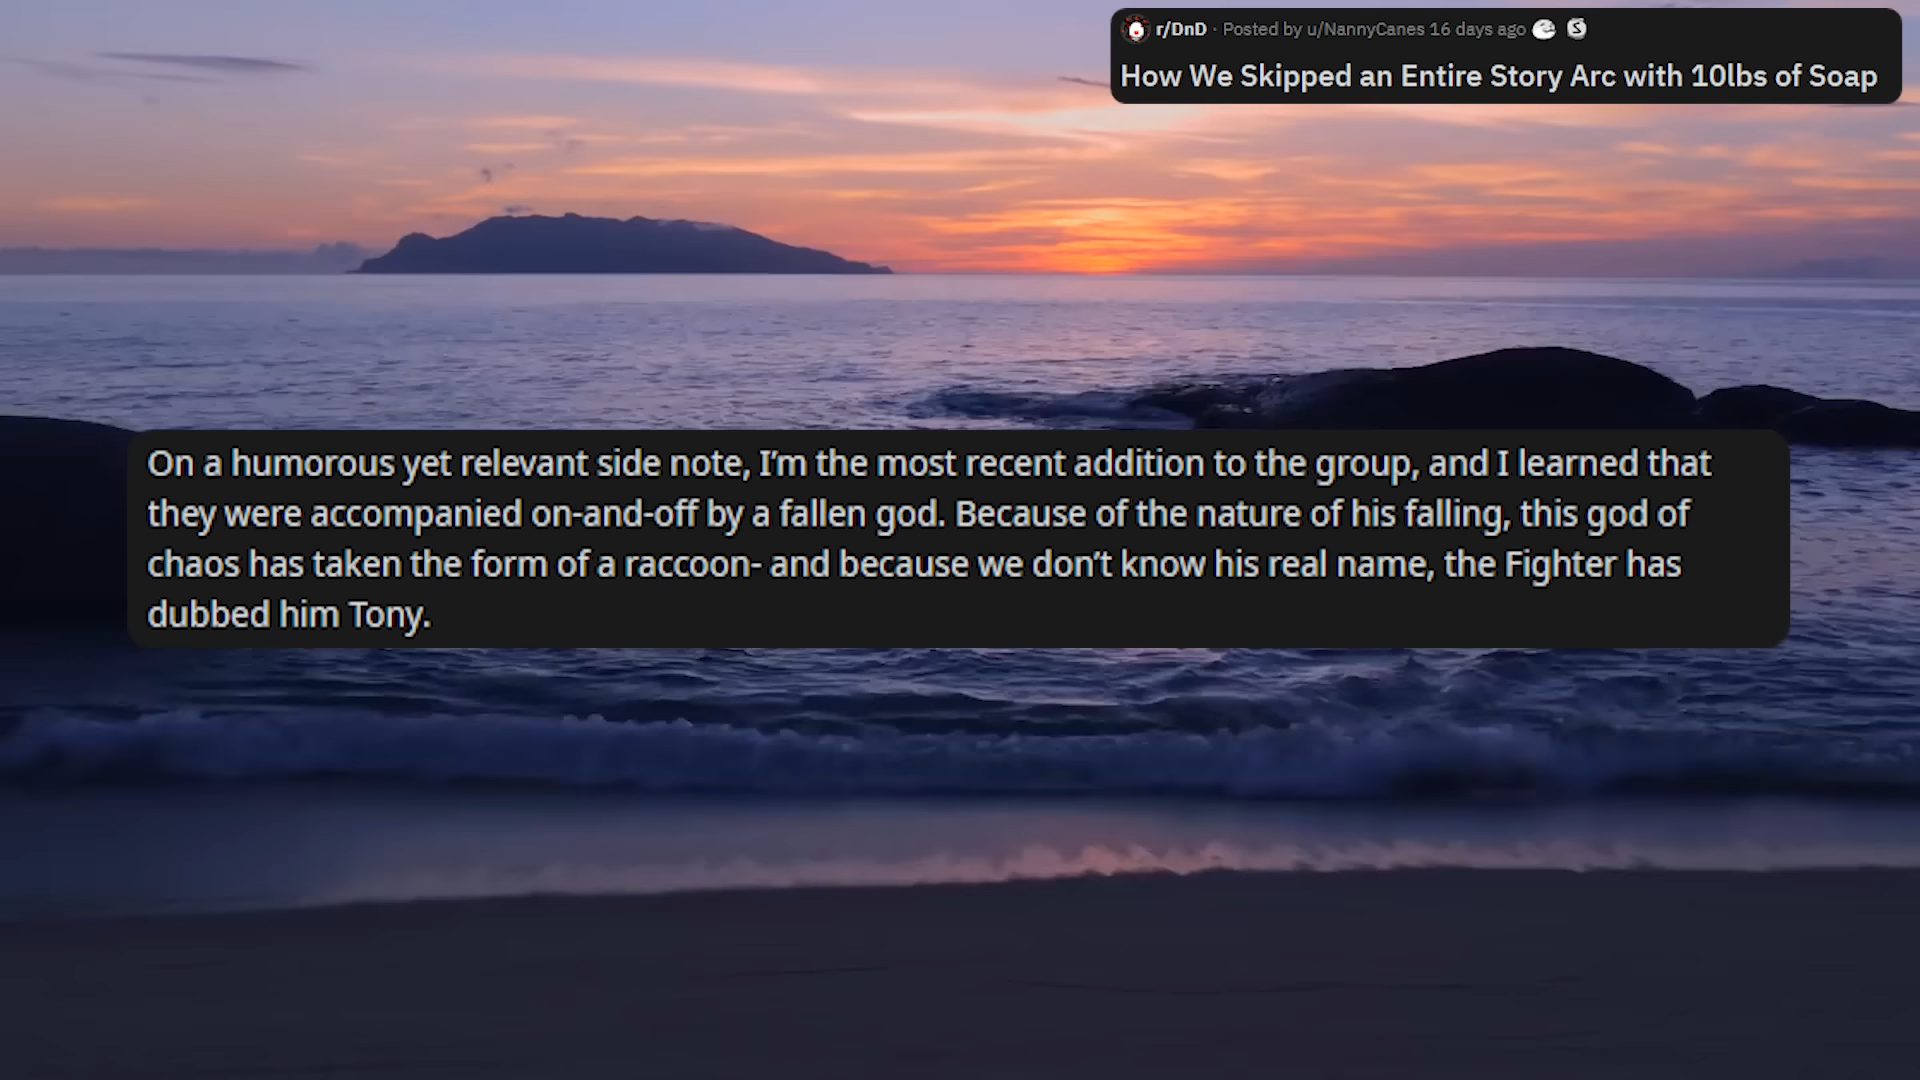 r/DnD · Posted by u/NannyCanes 16 days ago
How We Skipped an Entire Story Arc with 10lbs of Soap
On a humorous yet relevant side note, I’m the most recent addition to the group, and I learned that
they were accompanied on-and-off by a fallen god. Because of the nature of his falling, this god of
chaos has taken the form of a raccoon- and because we don’t know his real name, the Fighter has
dubbed him Tony.